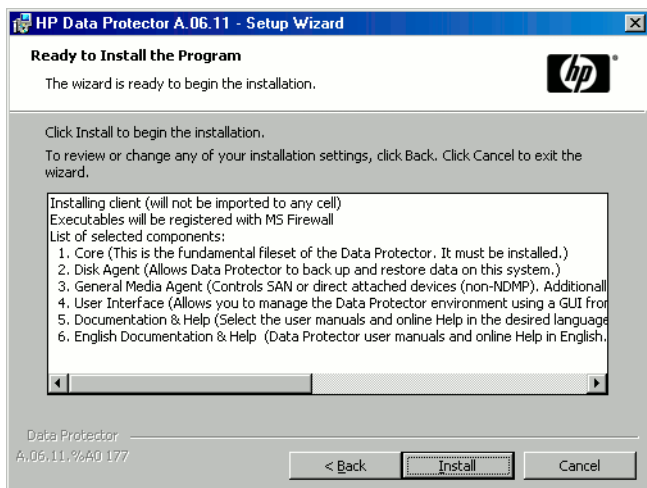 HP Data Protector A.06.11 - Setup Wizard
Ready to Install the Program
The wizard is ready to begin the installation.
hp
Click Install to begin the installation.
To review or change any of your installation settings, click Back. Click Cancel to exit the
wizard.
Installing client (will not be imported to any cell)
Executables will be registered with MS Firewall
List of selected components:
1. Core (This is the fundamental fileset of the Data Protector. It must be installed.)
2. Disk Agent (Allows Data Protector to back up and restore data on this system.)
3. General Media Agent (Controls SAN or direct attached devices (non-NDMP). Additionall
4. User Interface (Allows you to manage the Data Protector environment using a GUI fror
5. Documentation & Help (Select the user manuals and online Help in the desired language
6. English Documentation & Help (Data Protector user manuals and online Help in English.
Data Protector
A.06.11.%A0 177
< Back
Install
Cancel